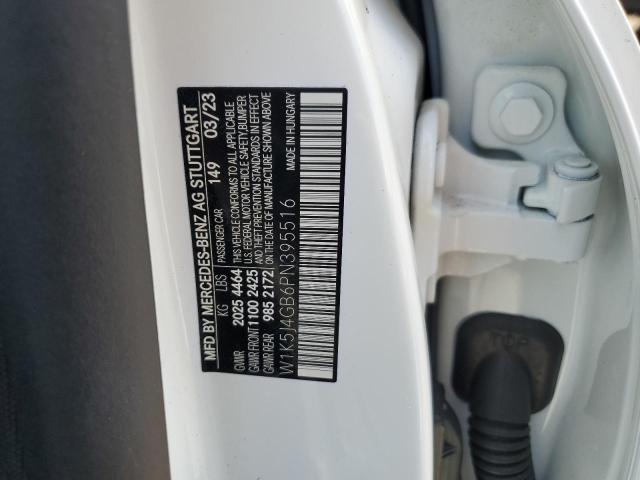 MFD BY MERCEDES-BENZ AG STUTTGART
PASSENGER CAR 149 03/23
KG LBS
GVWR 2025 4464 THIS VEHICLE CONFORMS TO ALL APPLICABLE
GAWR FRONT 1100 2425 U.S. FEDERAL MOTOR VEHICLE SAFETY, BUMPER
GAWR REAR 985 2172 AND THEFT PREVENTION STANDARDS IN EFFECT
ON THE DATE OF MANUFACTURE SHOWN ABOVE
W1K5J4GB6PN395516 MADE IN HUNGARY
TOP